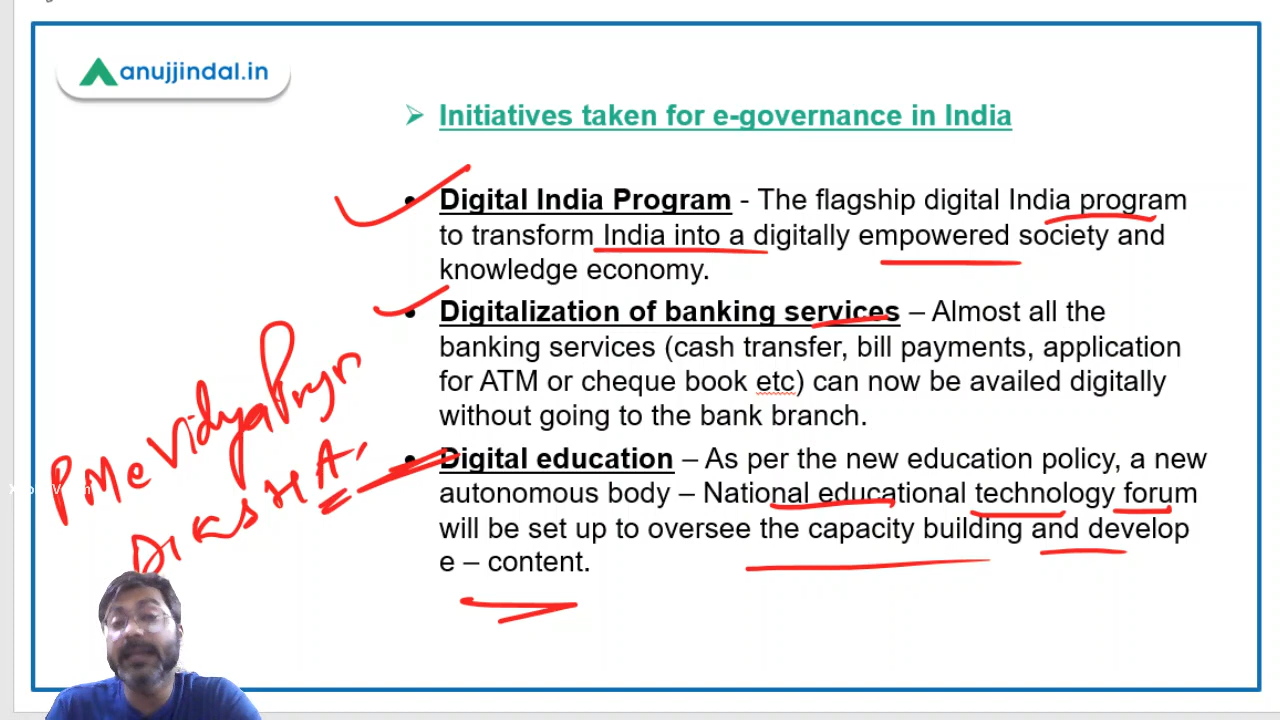 anujjindal.in
Initiatives taken for e-governance in India
Digital India Program - The flagship digital India program
to transform India into a digitally empowered society and
knowledge economy.
Digitalization of banking services – Almost all the
banking services (cash transfer, bill payments, application
for ATM or cheque book etc) can now be availed digitally
without going to the bank branch.
Digital education – As per the new education policy, a new
autonomous body – National educational technology forum
will be set up to oversee the capacity building and develop
e – content.
PM e Vidya
DIKSHA